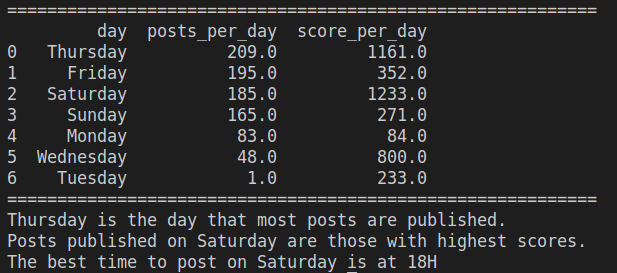 ============================================================
day posts_per_day score_per_day
0 Thursday 209.0 1161.0
1 Friday 195.0 352.0
2 Saturday 185.0 1233.0
3 Sunday 165.0 271.0
4 Monday 83.0 84.0
5 Wednesday 48.0 800.0
6 Tuesday 1.0 233.0
============================================================
Thursday is the day that most posts are published.
Posts published on Saturday are those with highest scores.
The best time to post on Saturday is at 18H